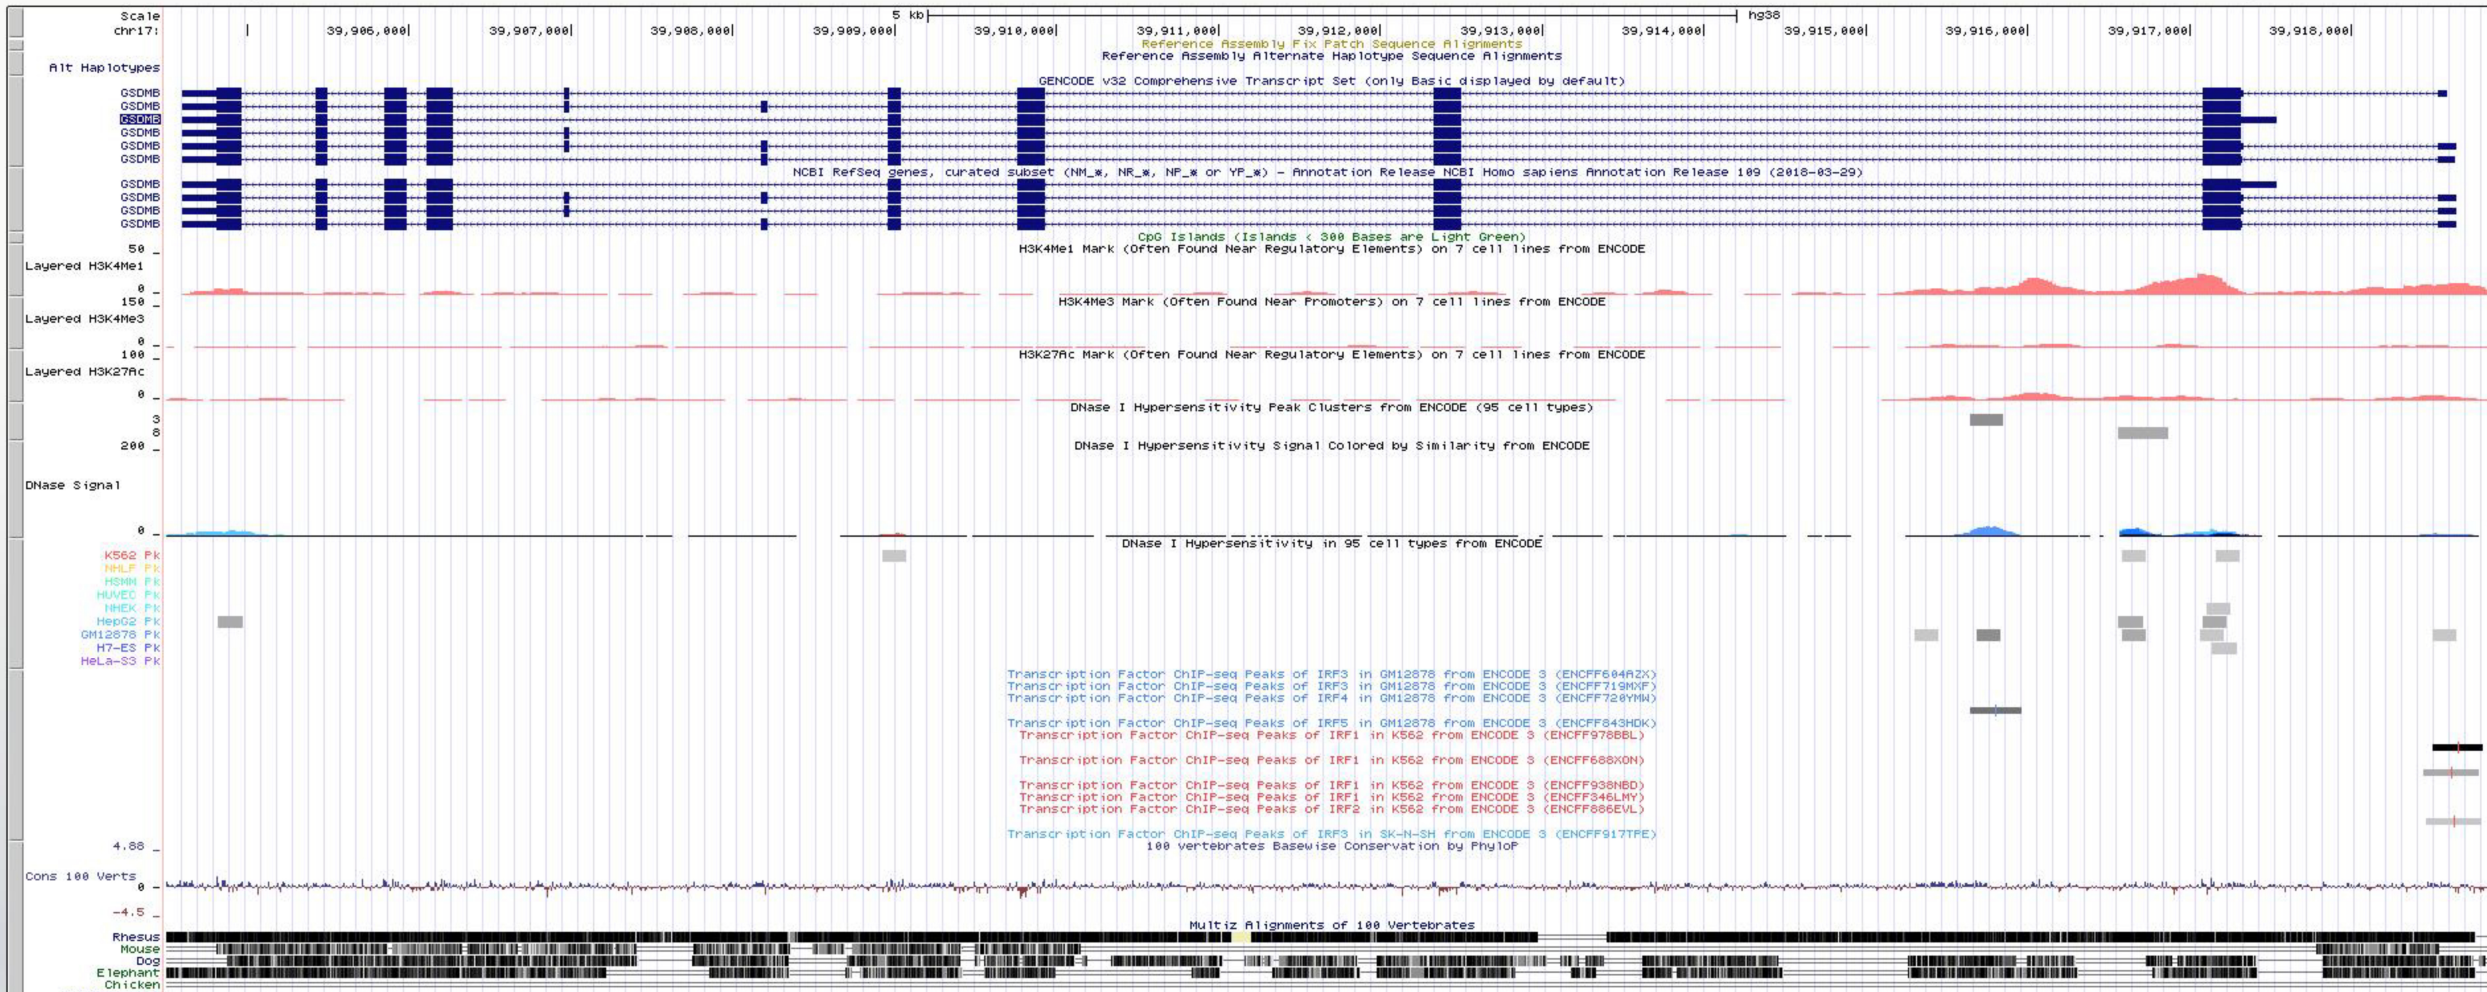 Scale 5 kb hg38
chr17: 39,906,000 39,907,000 39,908,000 39,909,000 39,910,000 39,911,000 39,912,000 39,913,000 39,914,000 39,915,000 39,916,000 39,917,000 39,918,000
Reference Assembly Fix Patch Sequence Alignments
Reference Assembly Alternate Haplotype Sequence Alignments
Alt Haplotypes
GENCODE v32 Comprehensive Transcript Set (only Basic displayed by default)
GSDMB
GSDMB
GSDMB
GSDMB
GSDMB
GSDMB
NCBI RefSeq genes, curated subset (NM_*, NR_*, NP_* or YP_*) - Annotation Release NCBI Homo sapiens Annotation Release 109 (2018-03-29)
GSDMB
GSDMB
GSDMB
GSDMB
CpG Islands (Islands < 300 Bases are Light Green)
50
H3K4Me1 Mark (Often Found Near Regulatory Elements) on 7 cell lines from ENCODE
Layered H3K4Me1
0
150
H3K4Me3 Mark (Often Found Near Promoters) on 7 cell lines from ENCODE
Layered H3K4Me3
0
100
H3K27Ac Mark (Often Found Near Regulatory Elements) on 7 cell lines from ENCODE
Layered H3K27Ac
0
DNase I Hypersensitivity Peak Clusters from ENCODE (95 cell types)
3
8
200
DNase I Hypersensitivity Signal Colored by Similarity from ENCODE
DNase Signal
0
DNase I Hypersensitivity in 95 cell types from ENCODE
K562 Pk
NHLF Pk
HSMM Pk
HUVEC Pk
NHEK Pk
HepG2 Pk
GM12878 Pk
H7-ES Pk
HeLa-S3 Pk
Transcription Factor ChIP-seq Peaks of IRF3 in GM12878 from ENCODE 3 (ENCFF604AZX)
Transcription Factor ChIP-seq Peaks of IRF3 in GM12878 from ENCODE 3 (ENCFF719MXF)
Transcription Factor ChIP-seq Peaks of IRF4 in GM12878 from ENCODE 3 (ENCFF720YMW)
Transcription Factor ChIP-seq Peaks of IRF5 in GM12878 from ENCODE 3 (ENCFF843HDK)
Transcription Factor ChIP-seq Peaks of IRF1 in K562 from ENCODE 3 (ENCFF978BBL)
Transcription Factor ChIP-seq Peaks of IRF1 in K562 from ENCODE 3 (ENCFF688XON)
Transcription Factor ChIP-seq Peaks of IRF1 in K562 from ENCODE 3 (ENCFF938NBD)
Transcription Factor ChIP-seq Peaks of IRF1 in K562 from ENCODE 3 (ENCFF346LMY)
Transcription Factor ChIP-seq Peaks of IRF2 in K562 from ENCODE 3 (ENCFF886EVL)
Transcription Factor ChIP-seq Peaks of IRF3 in SK-N-SH from ENCODE 3 (ENCFF917TPE)
100 vertebrates Basewise Conservation by PhyloP
4.88
Cons 100 Verts
0
-4.5
Multiz Alignments of 100 Vertebrates
Rhesus
Mouse
Dog
Elephant
Chicken